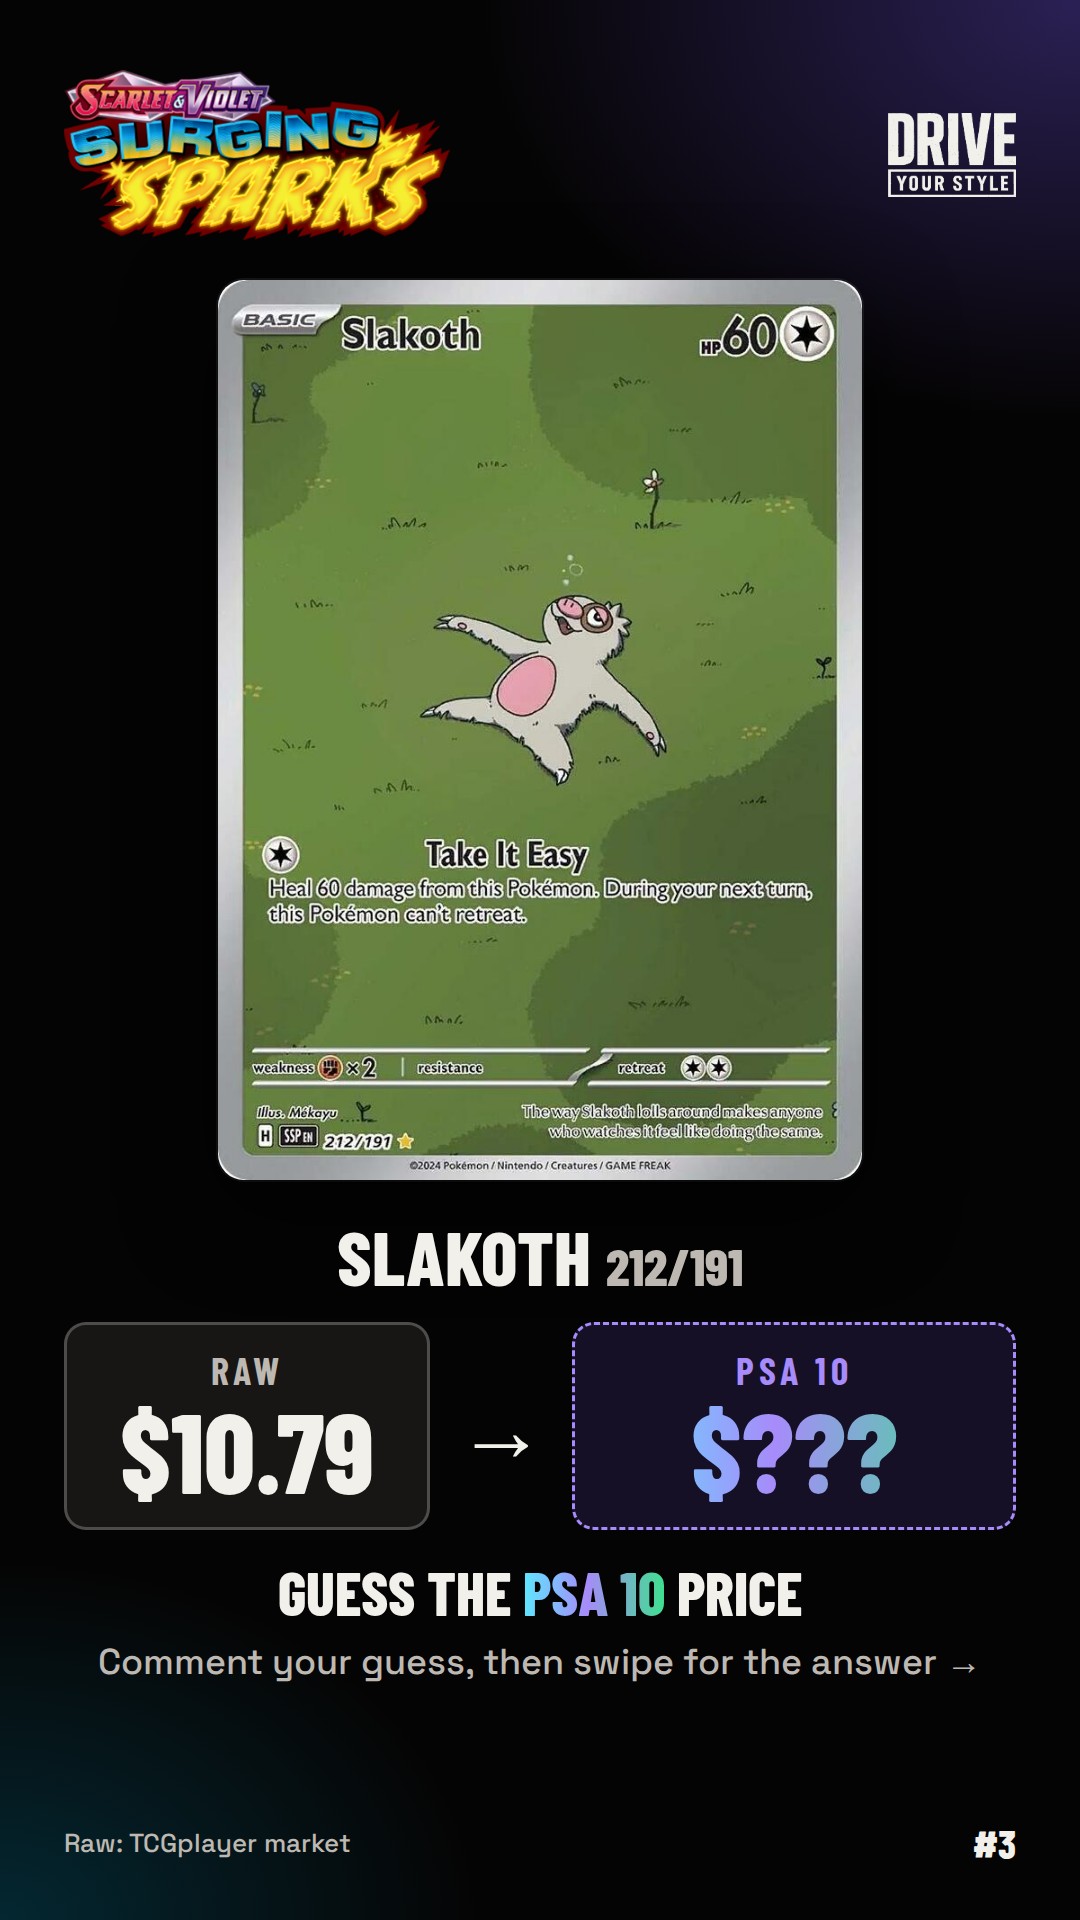 SCARLET & VIOLET
SURGING
SPARKS
DRIVE
YOUR STYLE
BASIC
Slakoth
HP60
Take It Easy
Heal 60 damage from this Pokémon. During your next turn,
this Pokémon can't retreat.
weakness ×2 resistance retreat
Illus. Mékayu
The way Slakoth lolls around makes anyone
who watches it feel like doing the same.
H SSP EN 212/191
©2024 Pokémon / Nintendo / Creatures / GAME FREAK
SLAKOTH 212/191
RAW
$10.79
→
PSA 10
$???
GUESS THE PSA 10 PRICE
Comment your guess, then swipe for the answer →
Raw: TCGplayer market
#3